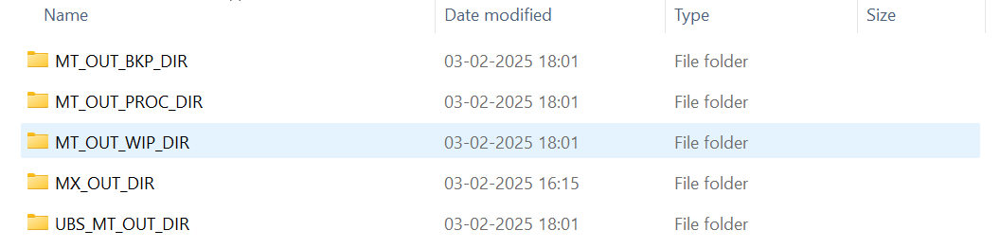 Name Date modified Type Size
MT_OUT_BKP_DIR 03-02-2025 18:01 File folder
MT_OUT_PROC_DIR 03-02-2025 18:01 File folder
MT_OUT_WIP_DIR 03-02-2025 18:01 File folder
MX_OUT_DIR 03-02-2025 16:15 File folder
UBS_MT_OUT_DIR 03-02-2025 18:01 File folder